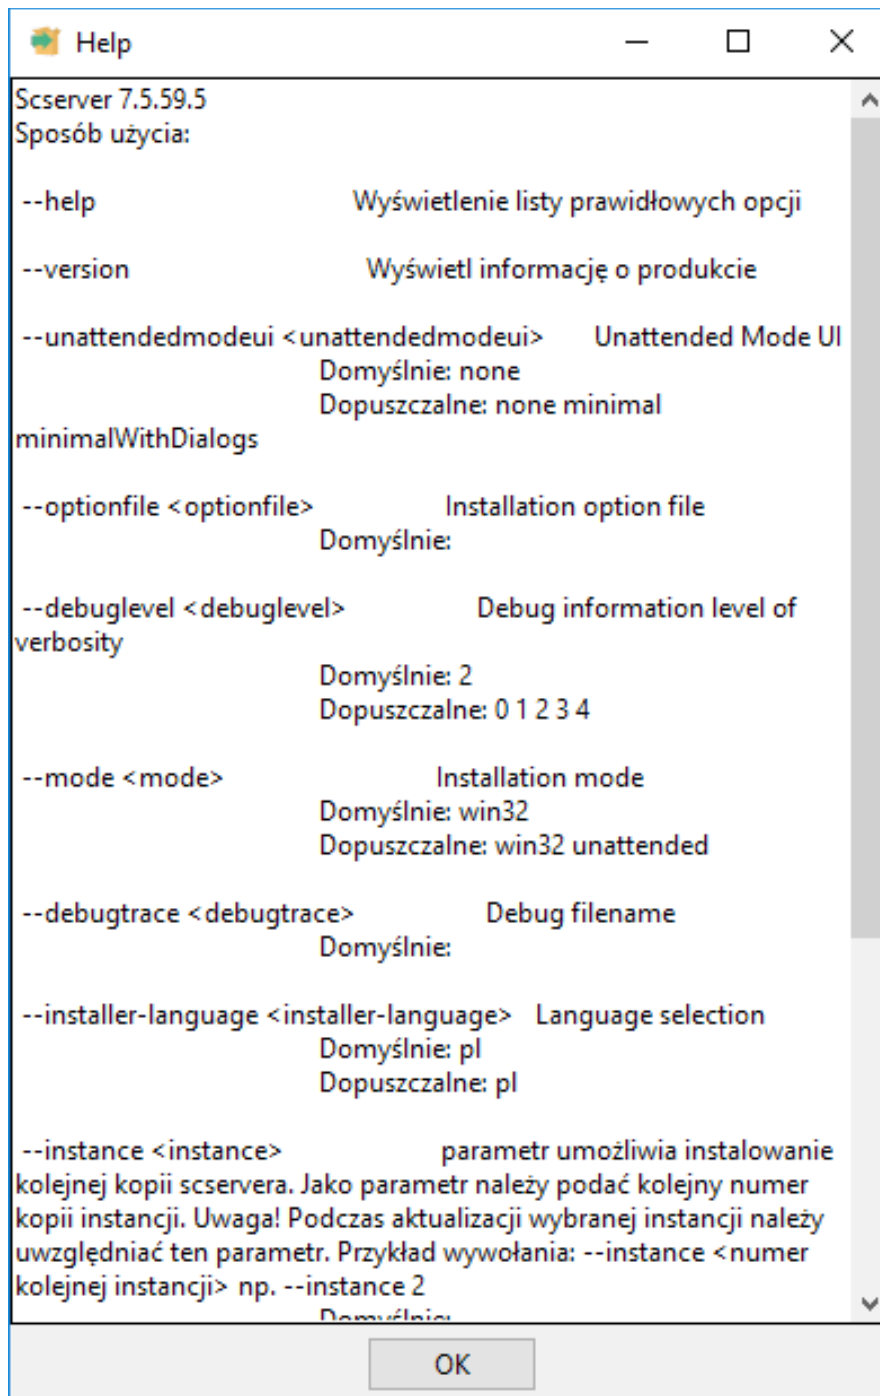 Help
Scserver 7.5.59.5
Sposób użycia:
--help Wyświetlenie listy prawidłowych opcji
--version Wyświetl informację o produkcie
--unattendedmodeui <unattendedmodeui> Unattended Mode UI
Domyślnie: none
Dopuszczalne: none minimal
minimalWithDialogs
--optionfile <optionfile> Installation option file
Domyślnie:
--debuglevel <debuglevel> Debug information level of
verbosity
Domyślnie: 2
Dopuszczalne: 0 1 2 3 4
--mode <mode> Installation mode
Domyślnie: win32
Dopuszczalne: win32 unattended
--debugtrace <debugtrace> Debug filename
Domyślnie:
--installer-language <installer-language> Language selection
Domyślnie: pl
Dopuszczalne: pl
--instance <instance> parametr umożliwia instalowanie
kolejnej kopii scservera. Jako parametr należy podać kolejny numer
kopii instancji. Uwaga! Podczas aktualizacji wybranej instancji należy
uwzględniać ten parametr. Przykład wywołania: --instance <numer
kolejnej instancji> np. --instance 2
Domyślnie:
OK